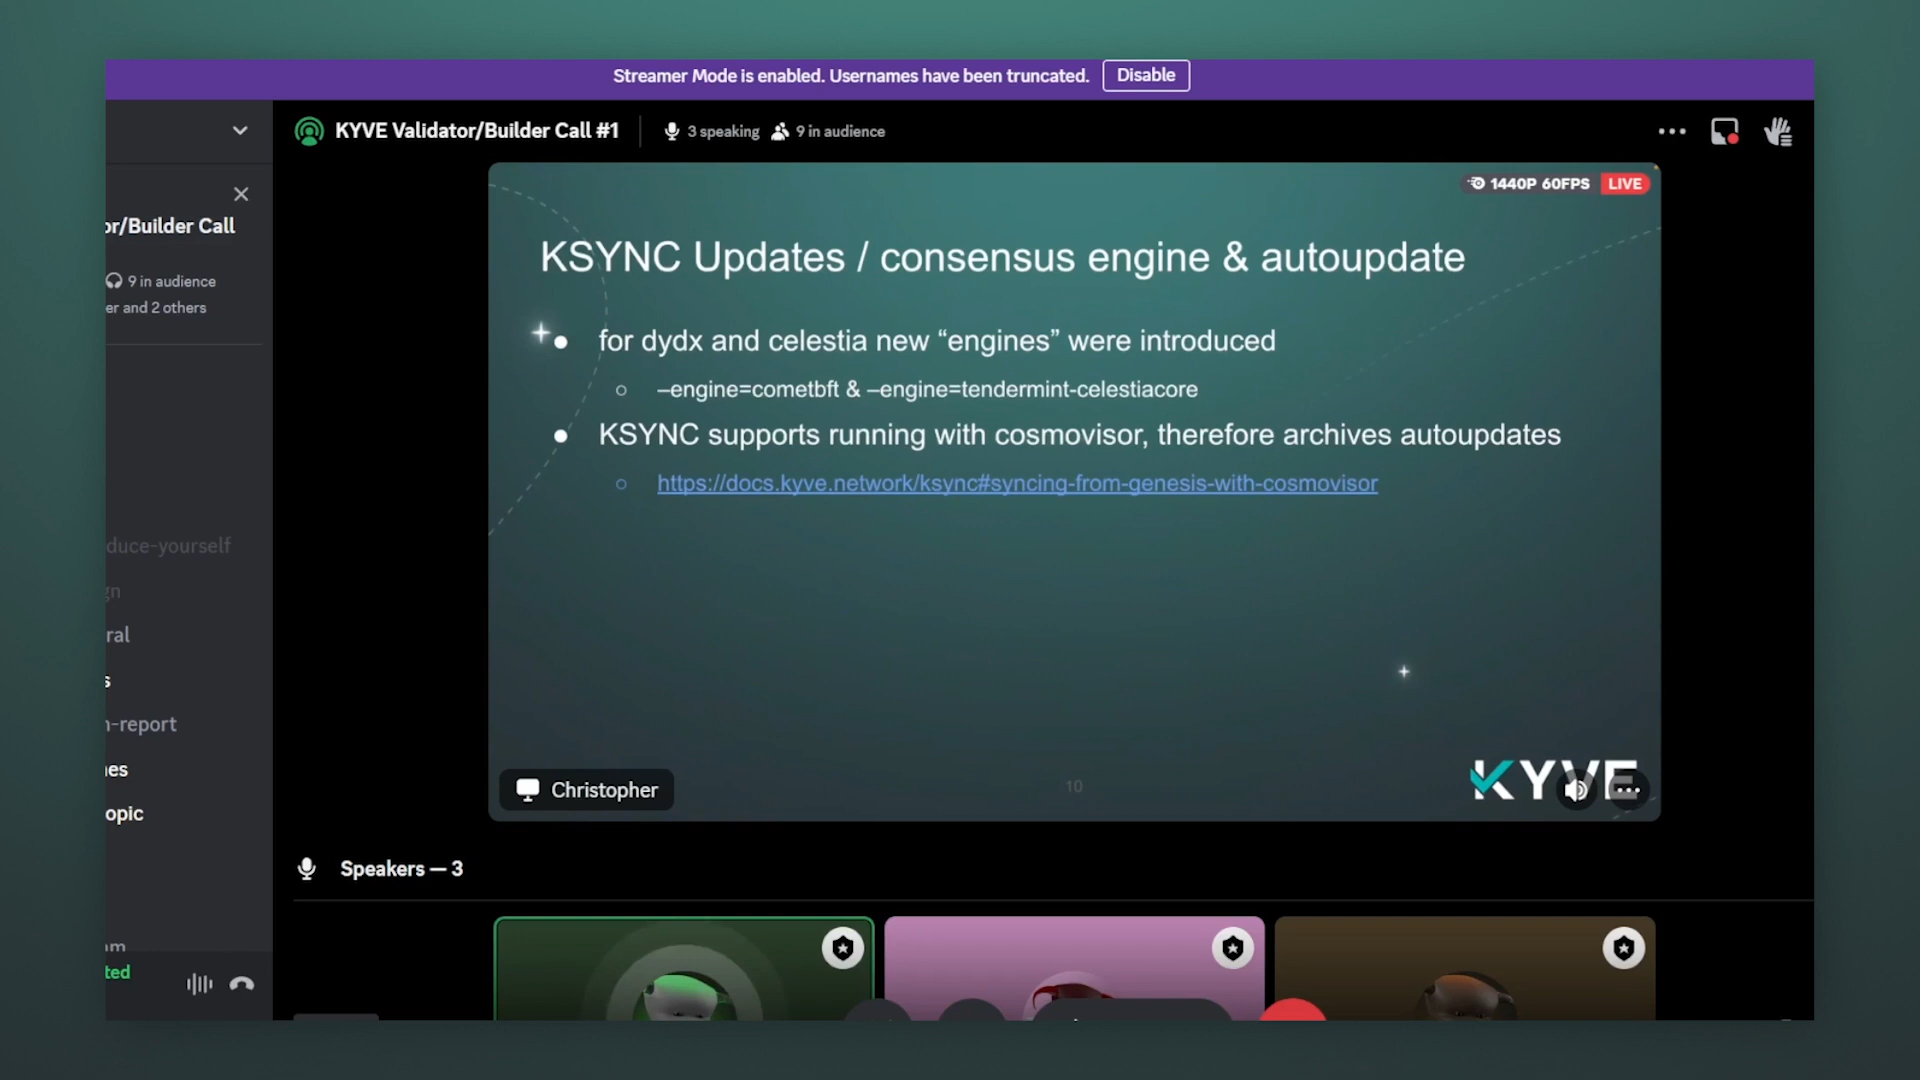 Streamer Mode is enabled. Usernames have been truncated. Disable
KYVE Validator/Builder Call #1
3 speaking 9 in audience
or/Builder Call
9 in audience
er and 2 others
duce-yourself
gn
ral
s
n-report
es
opic
m
ted
1440P 60FPS LIVE
KSYNC Updates / consensus engine & autoupdate
● for dydx and celestia new “engines” were introduced
○ –engine=cometbft & –engine=tendermint-celestiacore
● KSYNC supports running with cosmovisor, therefore archives autoupdates
○ https://docs.kyve.network/ksync#syncing-from-genesis-with-cosmovisor
Christopher
10
KYVE
Speakers — 3